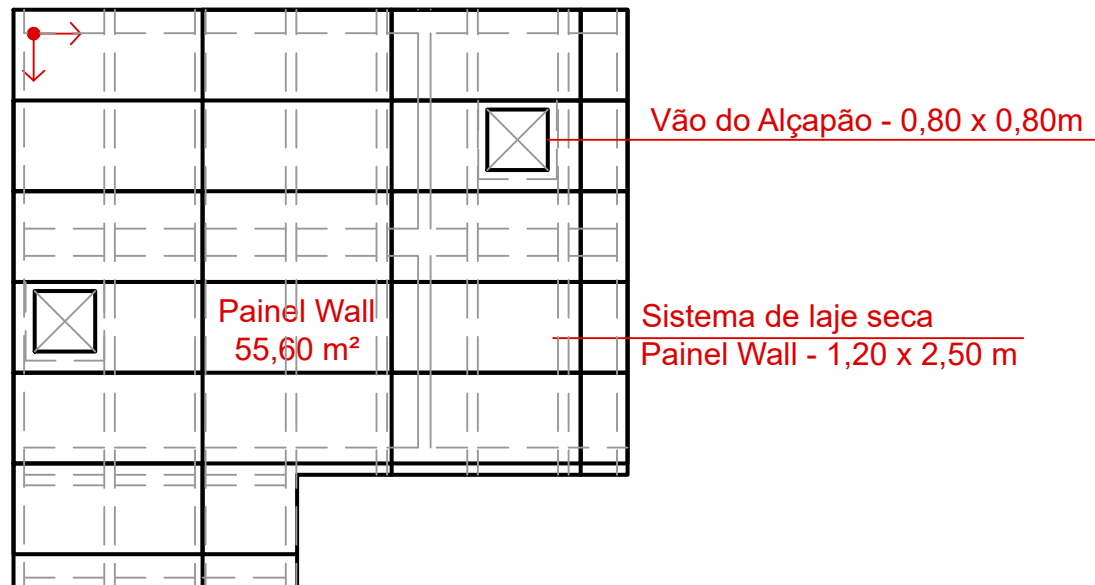 Vão do Alçapão - 0,80 x 0,80m
Painel Wall
55,60 m²
Sistema de laje seca
Painel Wall - 1,20 x 2,50 m